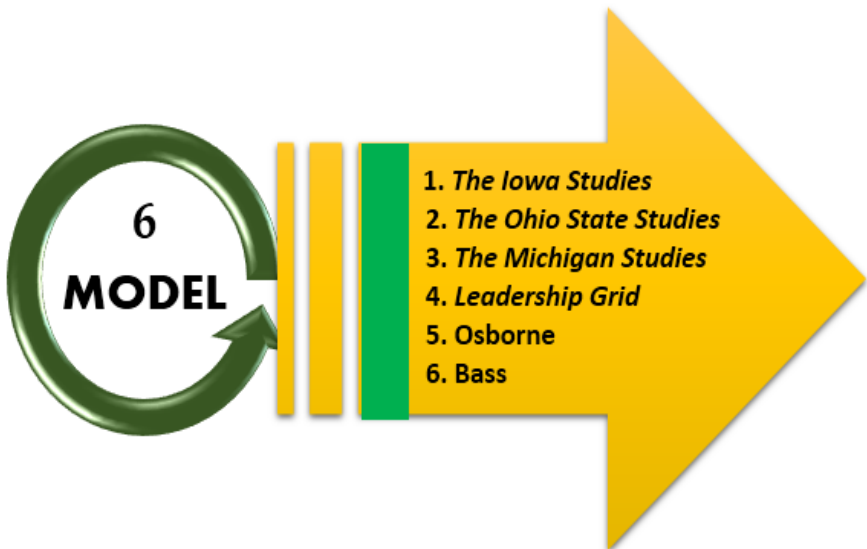 6
MODEL
1. The Iowa Studies
2. The Ohio State Studies
3. The Michigan Studies
4. Leadership Grid
5. Osborne
6. Bass